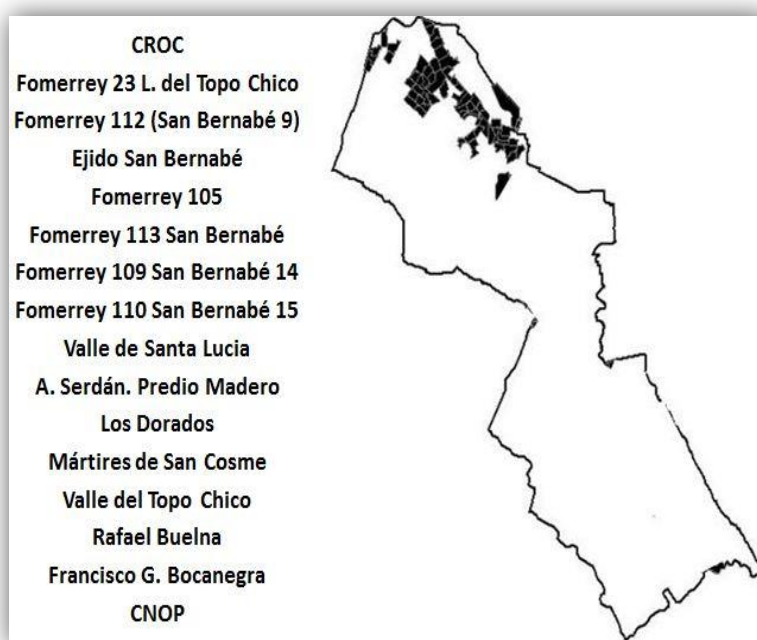 CROC
Fomerrey 23 L. del Topo Chico
Fomerrey 112 (San Bernabé 9)
Ejido San Bernabé
Fomerrey 105
Fomerrey 113 San Bernabé
Fomerrey 109 San Bernabé 14
Fomerrey 110 San Bernabé 15
Valle de Santa Lucia
A. Serdán. Predio Madero
Los Dorados
Mártires de San Cosme
Valle del Topo Chico
Rafael Buelna
Francisco G. Bocanegra
CNOP